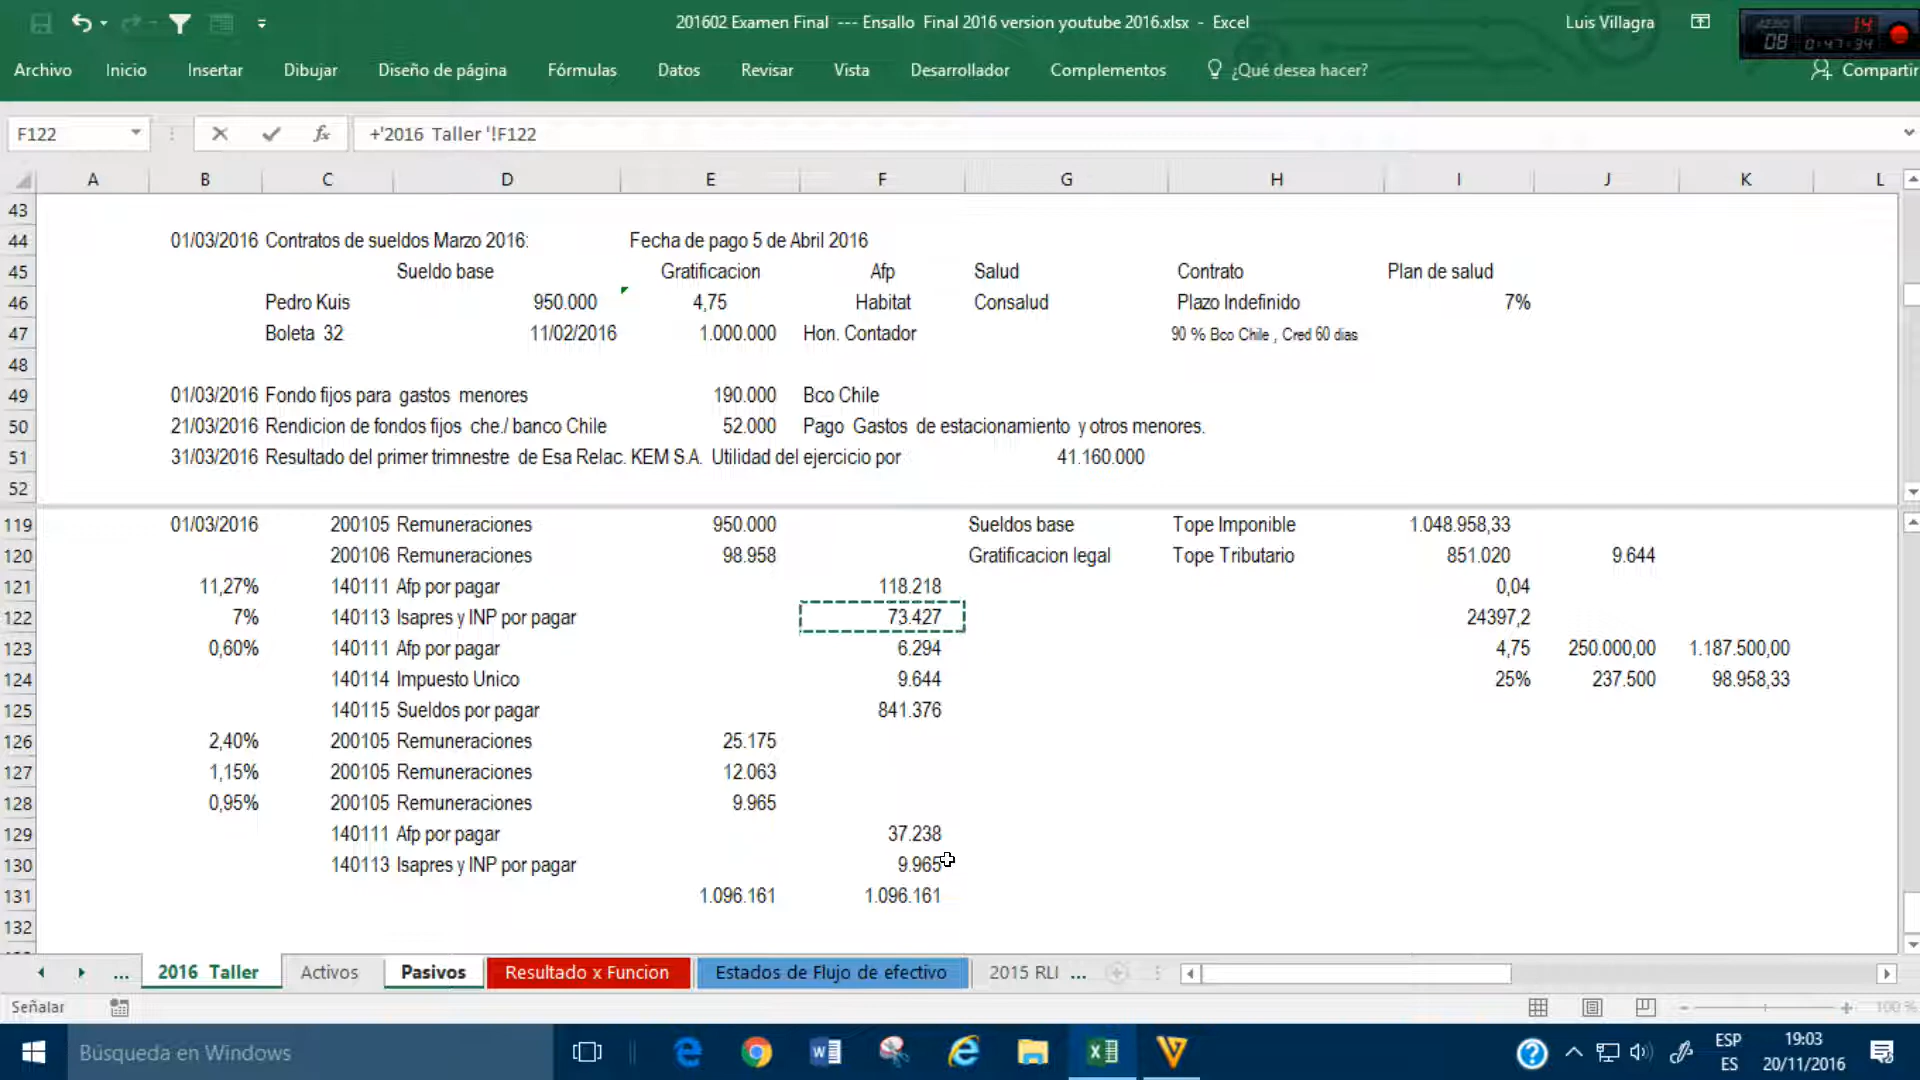 201602 Examen Final --- Ensallo Final 2016 version youtube 2016.xlsx - Excel
Luis Villagra
14
08 0:47:34
Archivo Inicio Insertar Dibujar Diseño de página Fórmulas Datos Revisar Vista Desarrollador Complementos ¿Qué desea hacer? Compartir
F122 fx +'2016 Taller '!F122
A B C D E F G H I J K L
43
44 01/03/2016 Contratos de sueldos Marzo 2016: Fecha de pago 5 de Abril 2016
45 Sueldo base Gratificacion Afp Salud Contrato Plan de salud
46 Pedro Kuis 950.000 4,75 Habitat Consalud Plazo Indefinido 7%
47 Boleta 32 11/02/2016 1.000.000 Hon. Contador 90 % Bco Chile , Cred 60 dias
48
49 01/03/2016 Fondo fijos para gastos menores 190.000 Bco Chile
50 21/03/2016 Rendicion de fondos fijos che./ banco Chile 52.000 Pago Gastos de estacionamiento y otros menores.
51 31/03/2016 Resultado del primer trimnestre de Esa Relac. KEM S.A. Utilidad del ejercicio por 41.160.000
52
119 01/03/2016 200105 Remuneraciones 950.000 Sueldos base Tope Imponible 1.048.958,33
120 200106 Remuneraciones 98.958 Gratificacion legal Tope Tributario 851.020 9.644
121 11,27% 140111 Afp por pagar 118.218 0,04
122 7% 140113 Isapres y INP por pagar 73.427 24397,2
123 0,60% 140111 Afp por pagar 6.294 4,75 250.000,00 1.187.500,00
124 140114 Impuesto Unico 9.644 25% 237.500 98.958,33
125 140115 Sueldos por pagar 841.376
126 2,40% 200105 Remuneraciones 25.175
127 1,15% 200105 Remuneraciones 12.063
128 0,95% 200105 Remuneraciones 9.965
129 140111 Afp por pagar 37.238
130 140113 Isapres y INP por pagar 9.965
131 1.096.161 1.096.161
132
... 2016 Taller Activos Pasivos Resultado x Funcion Estados de Flujo de efectivo 2015 RLI ...
Señalar 100 %
Búsqueda en Windows
ESP 19:03
ES 20/11/2016